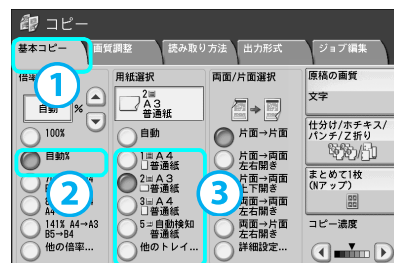 コピー
基本コピー
画質調整
読み取り方法
出力形式
ジョブ編集
1
倍率
自動 %
100%
自動%
2
A4
141% A4→A3
B5→B4
他の倍率...
用紙選択
2
A3
普通紙
自動
1 A4
普通紙
2 A3
普通紙
3 A4
普通紙
5 自動検知
普通紙
他のトレイ...
3
両面/片面選択
片面→片面
片面→両面
左右開き
片面→両面
上下開き
両面→両面
左右開き
両面→片面
左右開き
詳細設定...
原稿の画質
文字
仕分け/ホチキス/
パンチ/Z折り
まとめて1枚
(Nアップ)
コピー濃度